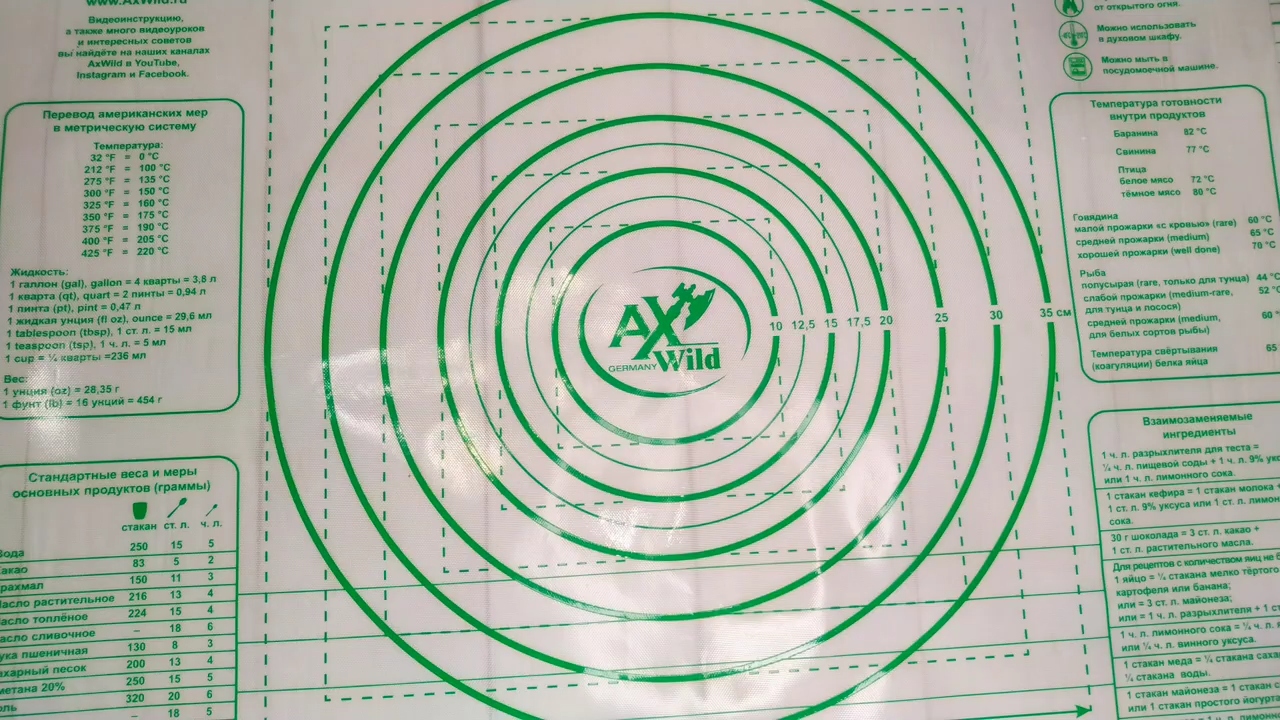 www.AxWild.ru
Видеоинструкцию,
а также много видеоуроков
и интересных советов
вы найдёте на наших каналах
AxWild в YouTube,
Instagram и Facebook.
Перевод американских мер
в метрическую систему
Температура:
32 °F = 0 °C
212 °F = 100 °C
275 °F = 135 °C
300 °F = 150 °C
325 °F = 160 °C
350 °F = 175 °C
375 °F = 190 °C
400 °F = 205 °C
425 °F = 220 °C
Жидкость:
1 галлон (gal), gallon = 4 кварты = 3,8 л
1 кварта (qt), quart = 2 пинты = 0,94 л
1 пинта (pt), pint = 0,47 л
1 жидкая унция (fl oz), ounce = 29,6 мл
1 tablespoon (tbsp), 1 ст. л. = 15 мл
1 teaspoon (tsp), 1 ч. л. = 5 мл
1 cup = ¼ кварты =236 мл
Вес:
1 унция (oz) = 28,35 г
1 фунт (lb) = 16 унций = 454 г
Стандартные веса и меры
основных продуктов (граммы)
стакан ст. л. ч. л.
250 15 5
83 5 2
150 11 3
масло растительное 216 13 4
масло топлёное 224 15 4
масло сливочное – 18 6
мука пшеничная 130 8 3
сахарный песок 200 13 4
сметана 20% 250 15 5
соль 320 20 6
– 18 5
AX
GERMANY Wild
10 12,5 15 17,5 20 25 30 35 см
от открытого огня.
Можно использовать
в духовом шкафу.
Можно мыть в
посудомоечной машине.
Температура готовности
внутри продуктов
Баранина 82 °C
Свинина 77 °C
Птица
белое мясо 72 °C
тёмное мясо 80 °C
Говядина
малой прожарки «с кровью» (rare) 60 °C
средней прожарки (medium) 65 °C
хорошей прожарки (well done) 70 °C
Рыба
полусырая (rare, только для тунца) 44 °C
слабой прожарки (medium-rare, 52 °C
для тунца и лосося)
средней прожарки (medium, 60
для белых сортов рыбы)
Температура свёртывания 65
(коагуляции) белка яйца
Взаимозаменяемые
ингредиенты
1 ч. л. разрыхлителя для теста =
¼ ч. л. пищевой соды + 1 ч. л. 9%
или 1 ч. л. лимонного сока.
1 стакан кефира = 1 стакан молока +
1 ст. л. 9% уксуса или 1 ст. л.
сока.
30 г шоколада = 3 ст. л. какао +
1 ст. л. растительного масла.
Для рецептов с количеством яиц не
1 яйцо = ¼ стакана мелко тёртого
картофеля или банана;
или = 3 ст. л. майонеза;
или = 1 ч. л. разрыхлителя + 1
1 ч. л. лимонного сока = ¼ ч. л.
или ¼ ч. л. винного уксуса.
1 стакан меда = ¼ стакана
¼ стакана воды.
1 стакан майонеза = 1 стакан
или 1 стакан простого йогурта